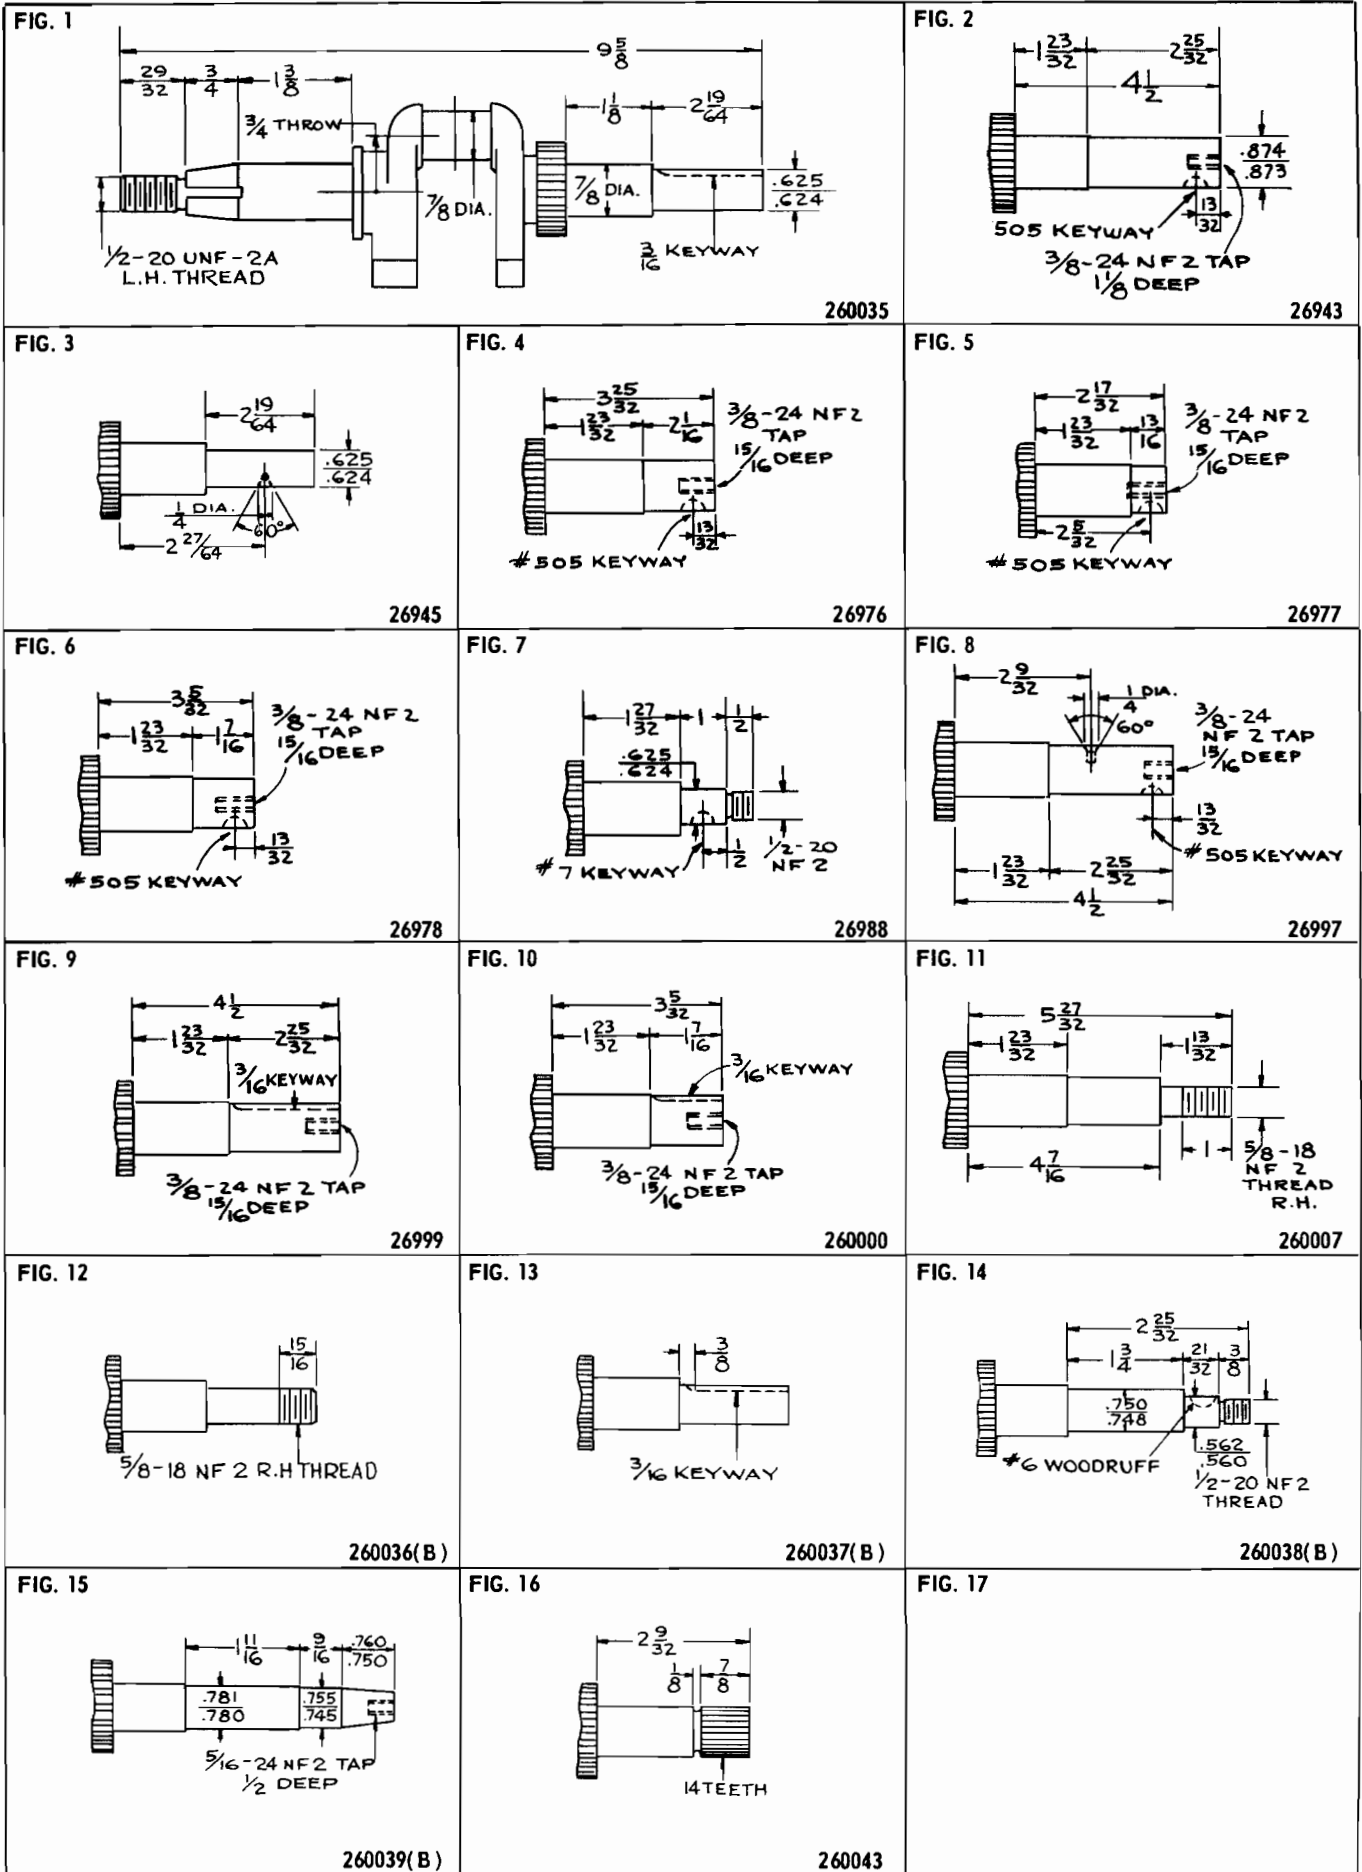 FIG. 1
9 5/8
29/32 3/4 1 3/8
3/4 THROW
1 1/8 2 19/64
7/8 DIA.
7/8 DIA.
.625
.624
3/16 KEYWAY
1/2-20 UNF-2A
L.H. THREAD
260035
FIG. 2
1 23/32 2 25/32
4 1/2
.874
.873
13/32
505 KEYWAY
3/8-24 NF 2 TAP
1 1/8 DEEP
26943
FIG. 3
2 19/64
.625
.624
1/4 DIA.
60°
2 27/64
26945
FIG. 4
3 25/32
1 23/32 2 1/16
3/8-24 NF 2
TAP
15/16 DEEP
13/32
#505 KEYWAY
26976
FIG. 5
2 17/32
1 23/32 13/16
3/8-24 NF 2
TAP
15/16 DEEP
2 5/32
#505 KEYWAY
26977
FIG. 6
3 5/32
1 23/32 1 7/16
3/8-24 NF 2
TAP
15/16 DEEP
13/32
#505 KEYWAY
26978
FIG. 7
1 27/32 1 1/2
.625
.624
1/2
#7 KEYWAY
1/2-20
NF 2
26988
FIG. 8
2 9/32
1/4 DIA.
60°
3/8-24
NF 2 TAP
15/16 DEEP
13/32
#505 KEYWAY
1 23/32 2 25/32
4 1/2
26997
FIG. 9
4 1/2
1 23/32 2 25/32
3/16 KEYWAY
3/8-24 NF 2 TAP
15/16 DEEP
26999
FIG. 10
3 5/32
1 23/32 1 7/16
3/16 KEYWAY
3/8-24 NF 2 TAP
15/16 DEEP
260000
FIG. 11
5 27/32
1 23/32 1 13/32
4 7/16
1
5/8-18
NF 2
THREAD
R.H.
260007
FIG. 12
15/16
5/8-18 NF 2 R.H THREAD
260036(B)
FIG. 13
3/8
3/16 KEYWAY
260037(B)
FIG. 14
2 25/32
1 3/4 21/32 3/8
.750
.748
#6 WOODRUFF
.562
.560
1/2-20 NF 2
THREAD
260038(B)
FIG. 15
1 11/16 9/16 .760
.750
.781
.780
.755
.745
5/16-24 NF 2 TAP
1/2 DEEP
260039(B)
FIG. 16
2 9/32
1/8 7/8
14 TEETH
260043
FIG. 17